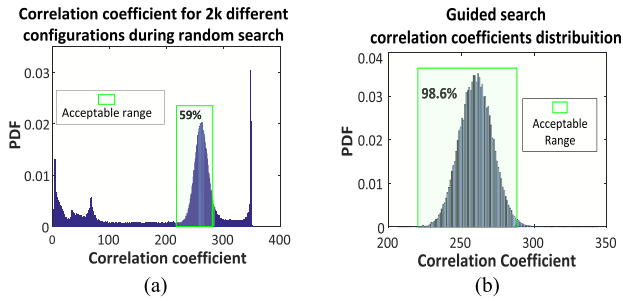 Correlation coefficient for 2k different
configurations during random search
0.03
0.02
0.01
0
PDF
Acceptable range
59%
0
100
200
300
400
Correlation coefficient
(a)
Guided search
correlation coefficients distribuition
0.04
0.03
0.02
0.01
0
PDF
98.6%
Acceptable
Range
200
250
300
350
Correlation Coefficient
(b)